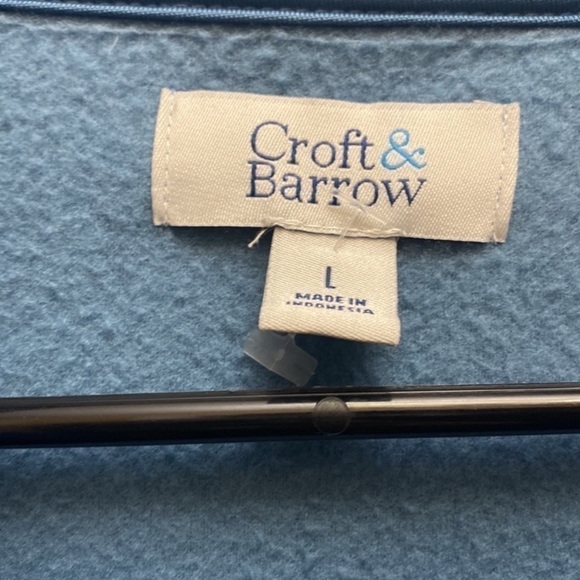 Croft &
Barrow
L
MADE IN
INDONESIA